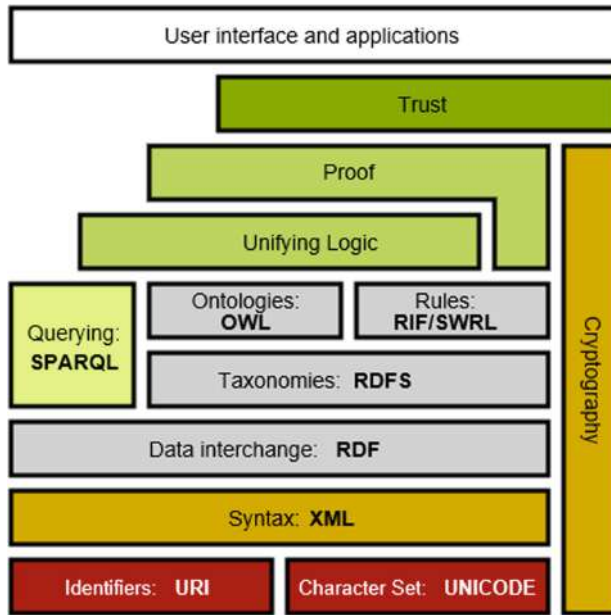 User interface and applications
Trust
Proof
Unifying Logic
Querying:
SPARQL
Ontologies:
OWL
Rules:
RIF/SWRL
Taxonomies: RDFS
Cryptography
Data interchange: RDF
Syntax: XML
Identifiers: URI
Character Set: UNICODE